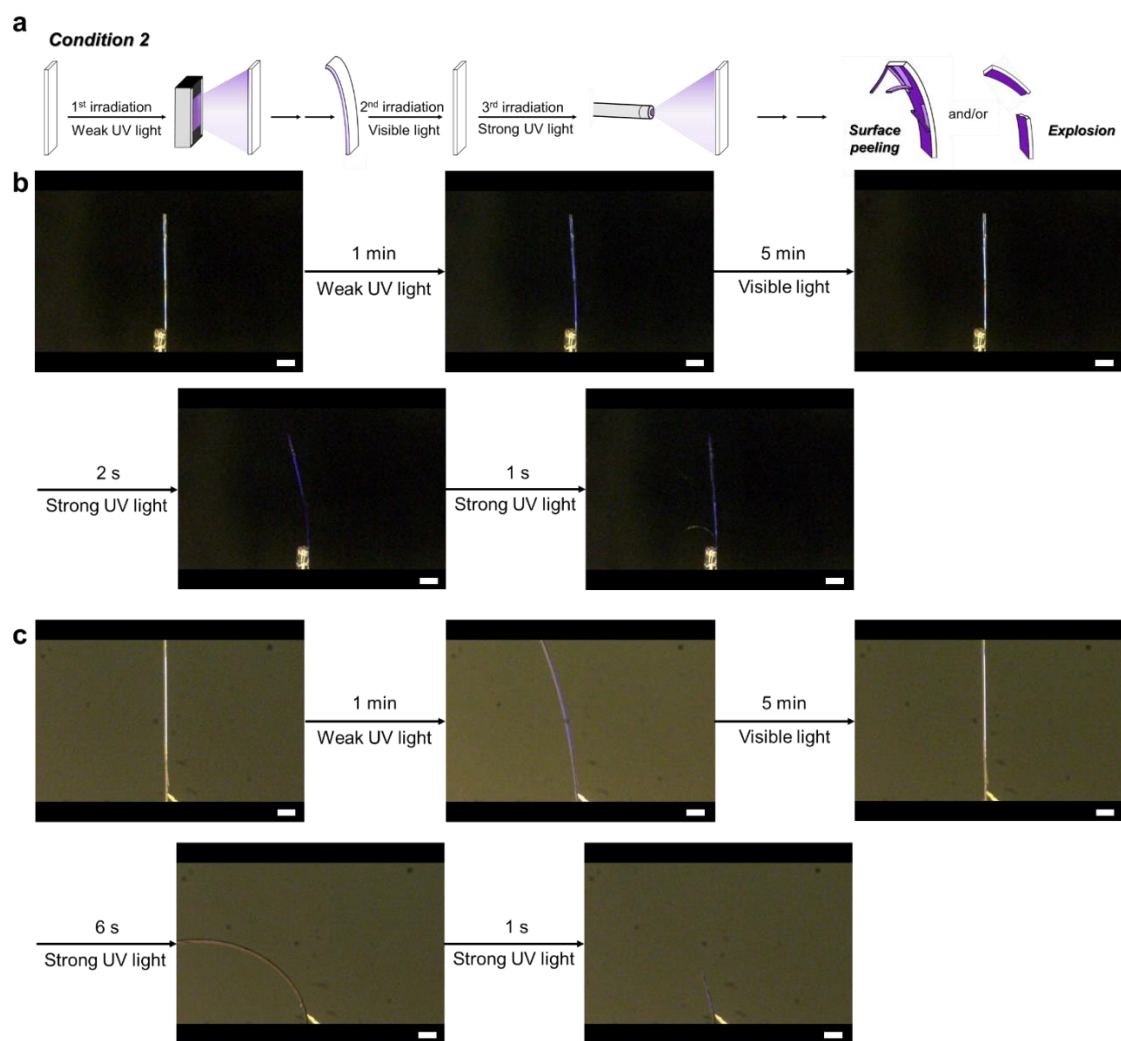 a
Condition 2
1st irradiation
Weak UV light
2nd irradiation
Visible light
3rd irradiation
Strong UV light
Surface
peeling
and/or
Explosion
b
1 min
Weak UV light
5 min
Visible light
2 s
Strong UV light
1 s
Strong UV light
c
1 min
Weak UV light
5 min
Visible light
6 s
Strong UV light
1 s
Strong UV light